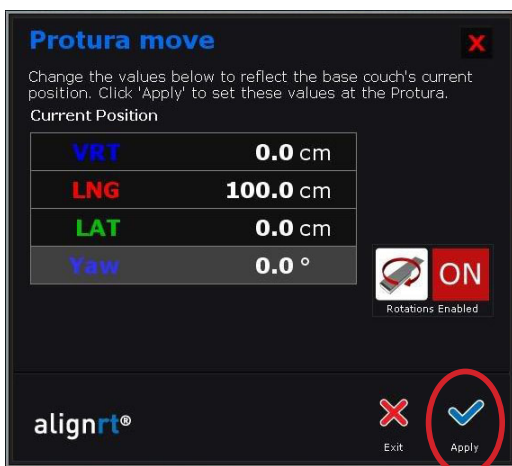 Protura move
X
Change the values below to reflect the base couch's current
position. Click 'Apply' to set these values at the Protura.
Current Position
VRT 0.0 cm
LNG 100.0 cm
LAT 0.0 cm
Yaw 0.0 °
ON
Rotations Enabled
alignrt®
Exit Apply